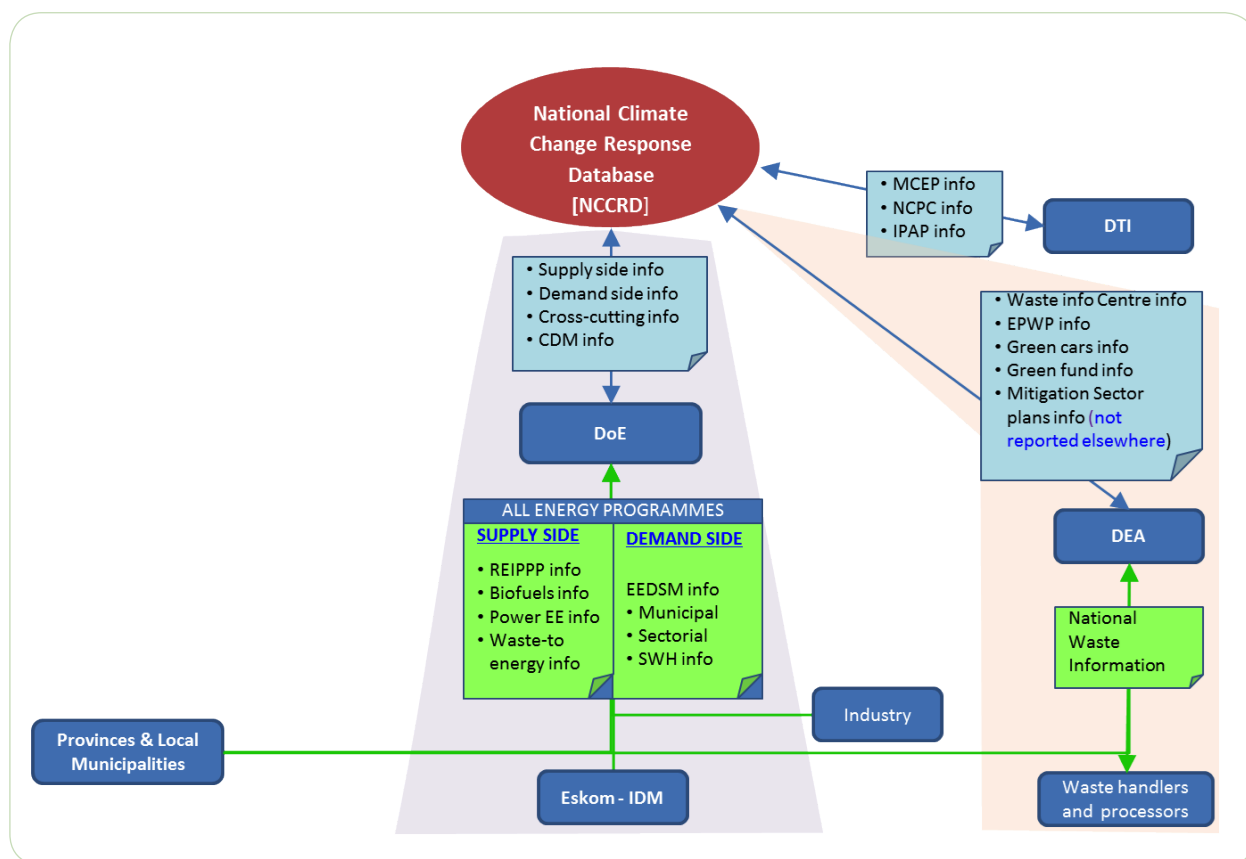 National Climate
Change Response
Database
[NCCRD]
• MCEP info
• NCPC info
• IPAP info
DTI
• Supply side info
• Demand side info
• Cross-cutting info
• CDM info
• Waste info Centre info
• EPWP info
• Green cars info
• Green fund info
• Mitigation Sector
plans info (not
reported elsewhere)
DoE
DEA
ALL ENERGY PROGRAMMES
SUPPLY SIDE
• REIPPP info
• Biofuels info
• Power EE info
• Waste-to
energy info
DEMAND SIDE
EEDSM info
• Municipal
• Sectorial
• SWH info
National
Waste
Information
Industry
Provinces & Local
Municipalities
Eskom - IDM
Waste handlers
and processors